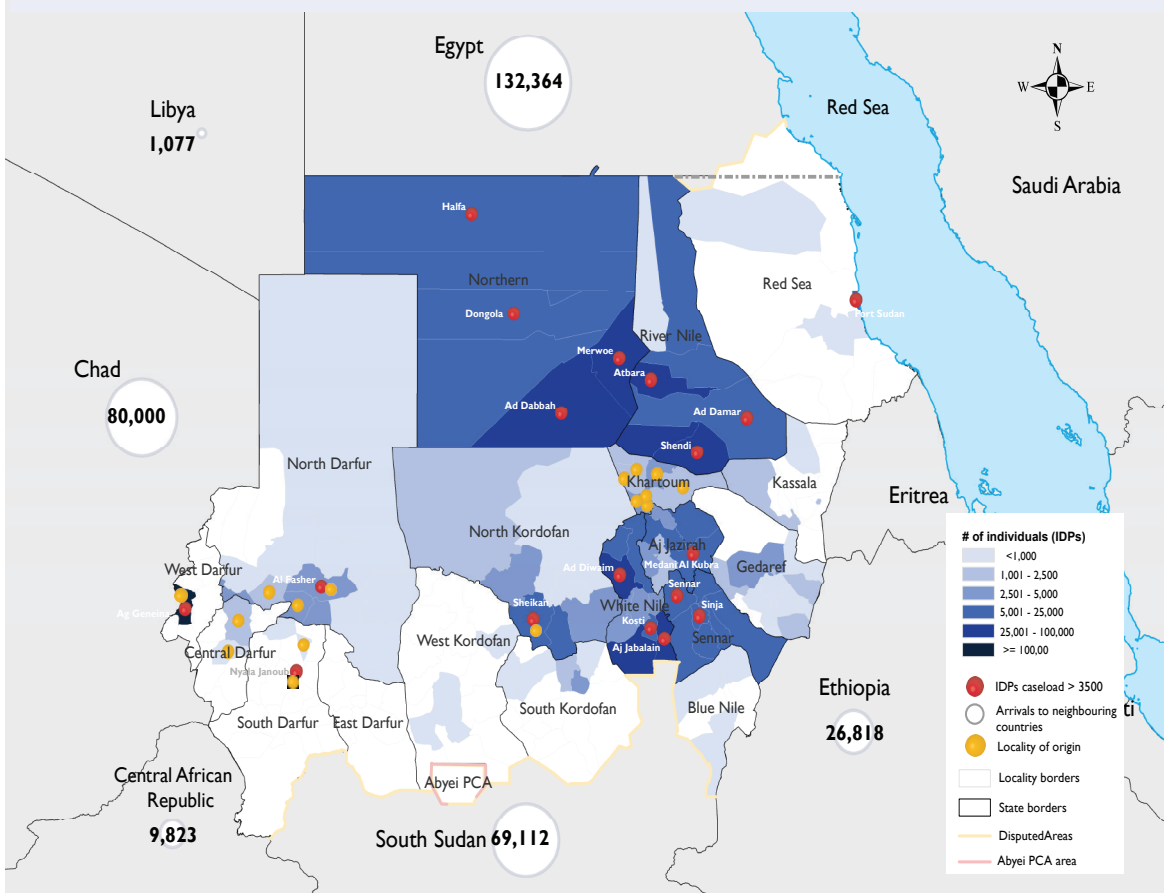 Egypt
132,364
Libya
1,077
N
W
E
S
Red Sea
Saudi Arabia
Halfa
Northern
Red Sea
Dongola
Port Sudan
River Nile
Merwoe
Atbara
Chad
80,000
Ad Dabbah
Ad Damar
Shendi
North Darfur
Khartoum
Kassala
Eritrea
North Kordofan
Aj Jazirah
Medani Al Kubra
Gedaref
West Darfur
Al Fasher
Ad Diwaim
Sennar
Ag Geneina
Sheikan
White Nile
Sinja
Kosti
Sennar
West Kordofan
Aj Jabalain
Central Darfur
Nyala Janoub
South Kordofan
Blue Nile
South Darfur
East Darfur
Ethiopia
26,818
Central African
Republic
9,823
Abyei PCA
South Sudan 69,112
# of individuals (IDPs)
<1,000
1,001 - 2,500
2,501 - 5,000
5,001 - 25,000
25,001 - 100,000
>= 100,00
IDPs caseload > 3500
Arrivals to neighbouring
countries
ti
Locality of origin
Locality borders
State borders
DisputedAreas
Abyei PCA area